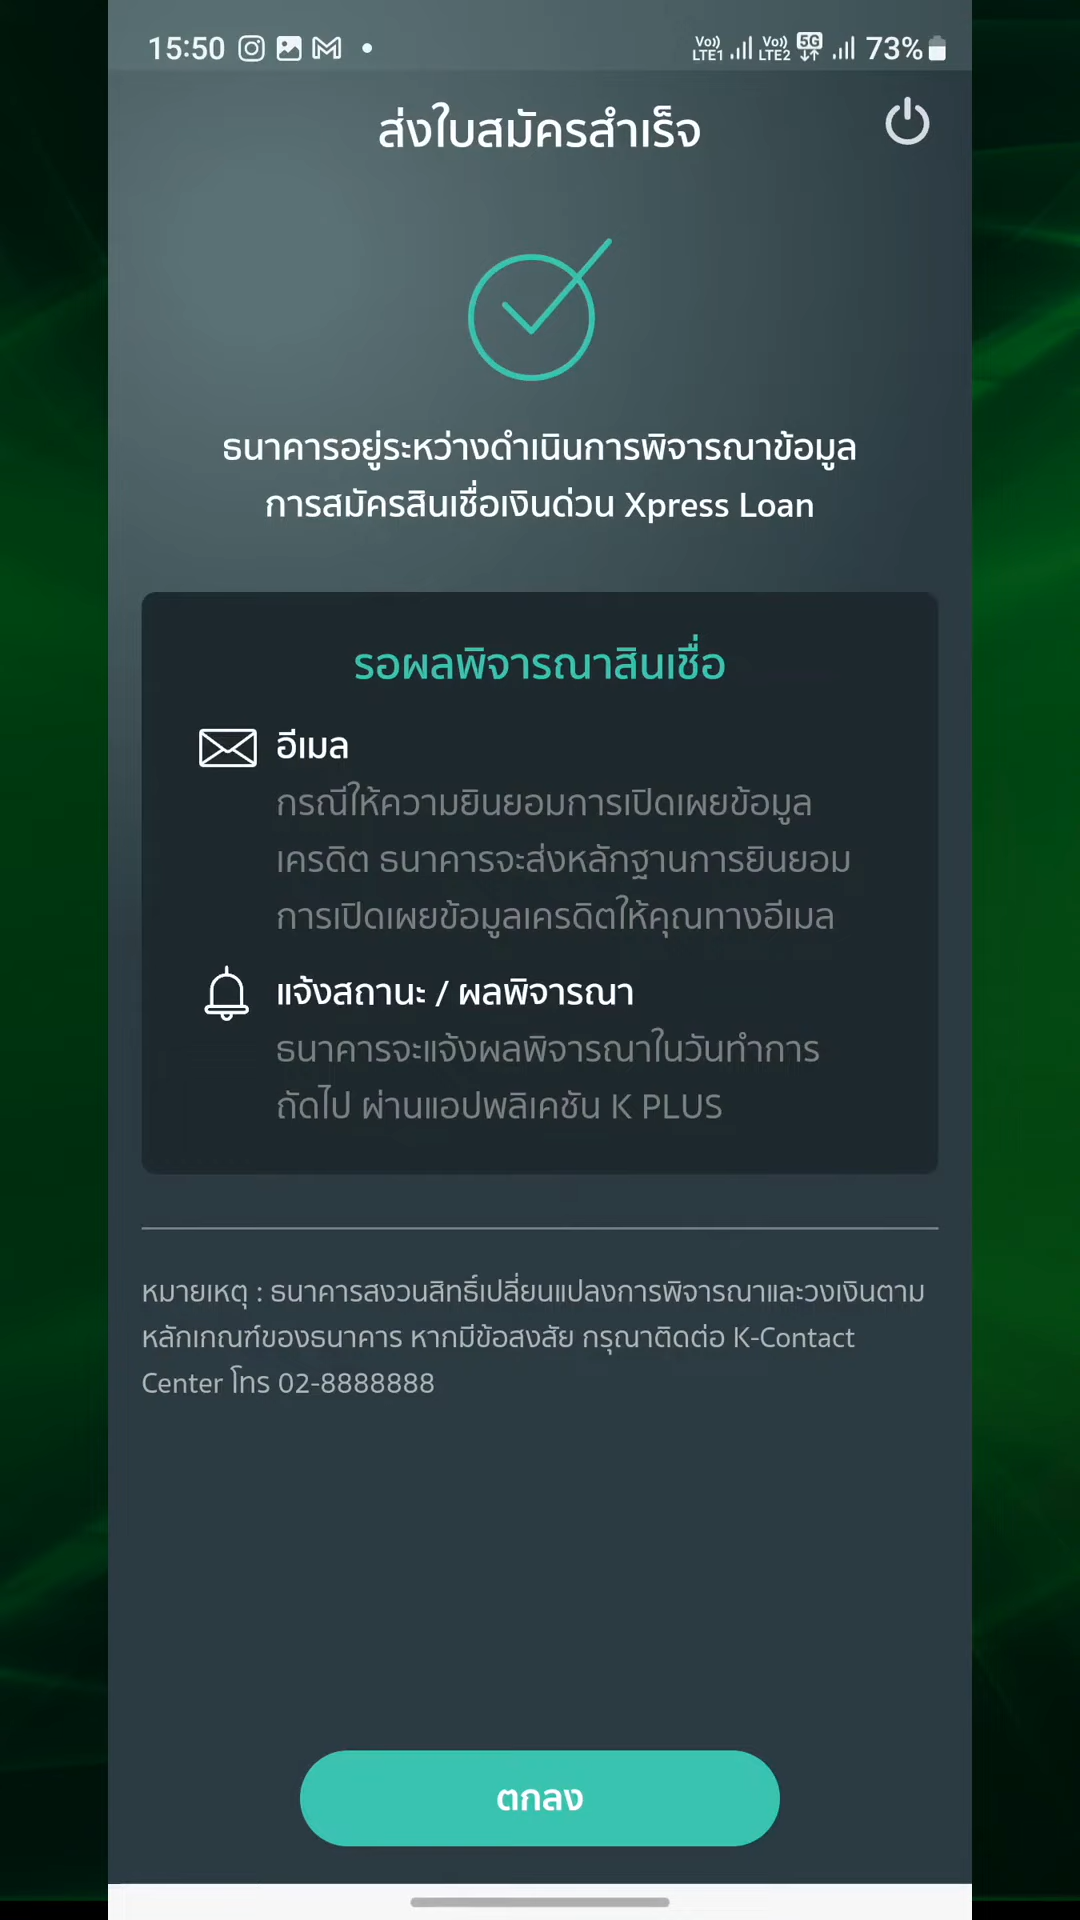 15:50
Vo)) LTE1 Vo)) LTE2 5G 73%
ส่งใบสมัครสำเร็จ
ธนาคารอยู่ระหว่างดำเนินการพิจารณาข้อมูล
การสมัครสินเชื่อเงินด่วน Xpress Loan
รอผลพิจารณาสินเชื่อ
อีเมล
กรณีให้ความยินยอมการเปิดเผยข้อมูล
เครดิต ธนาคารจะส่งหลักฐานการยินยอม
การเปิดเผยข้อมูลเครดิตให้คุณทางอีเมล
แจ้งสถานะ / ผลพิจารณา
ธนาคารจะแจ้งผลพิจารณาในวันทำการ
ถัดไป ผ่านแอปพลิเคชัน K PLUS
หมายเหตุ : ธนาคารสงวนสิทธิ์เปลี่ยนแปลงการพิจารณาและวงเงินตาม
หลักเกณฑ์ของธนาคาร หากมีข้อสงสัย กรุณาติดต่อ K-Contact
Center โทร 02-8888888
ตกลง